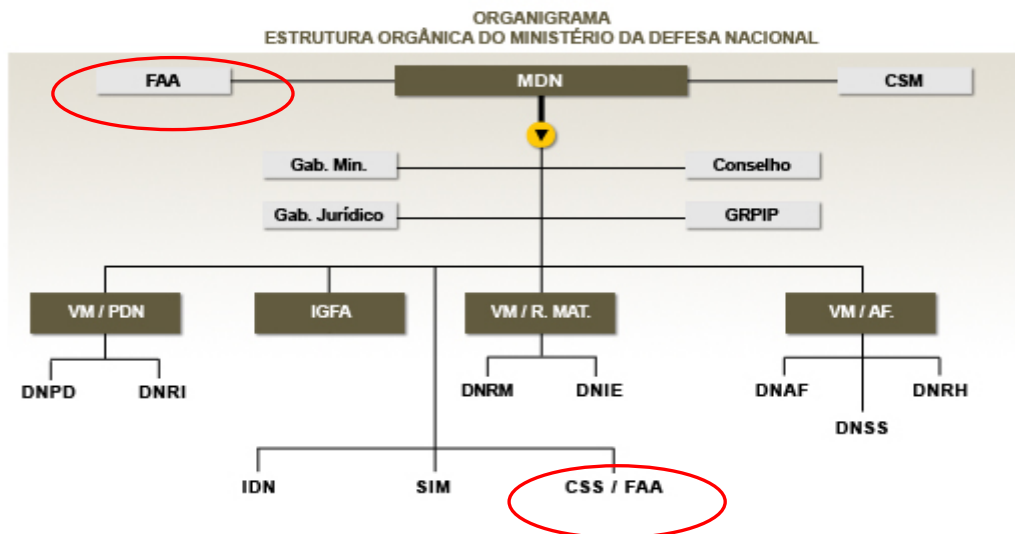 ORGANIGRAMA
ESTRUTURA ORGÂNICA DO MINISTÉRIO DA DEFESA NACIONAL
FAA
MDN
CSM
Gab. Min.
Conselho
Gab. Jurídico
GRPIP
VM / PDN
IGFA
VM / R. MAT.
VM / AF.
DNPD
DNRI
DNRM
DNIE
DNAF
DNRH
DNSS
IDN
SIM
CSS / FAA